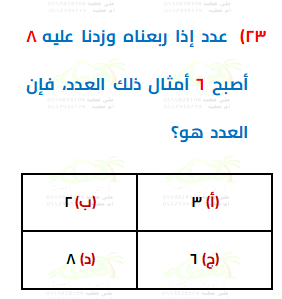 ٢٣) عدد إذا ربعناه وزدنا عليه ٨
أصبح ٦ أمثال ذلك العدد، فإن
العدد هو؟
(أ) ٣ (ب) ٢
(ج) ٦ (د) ٨